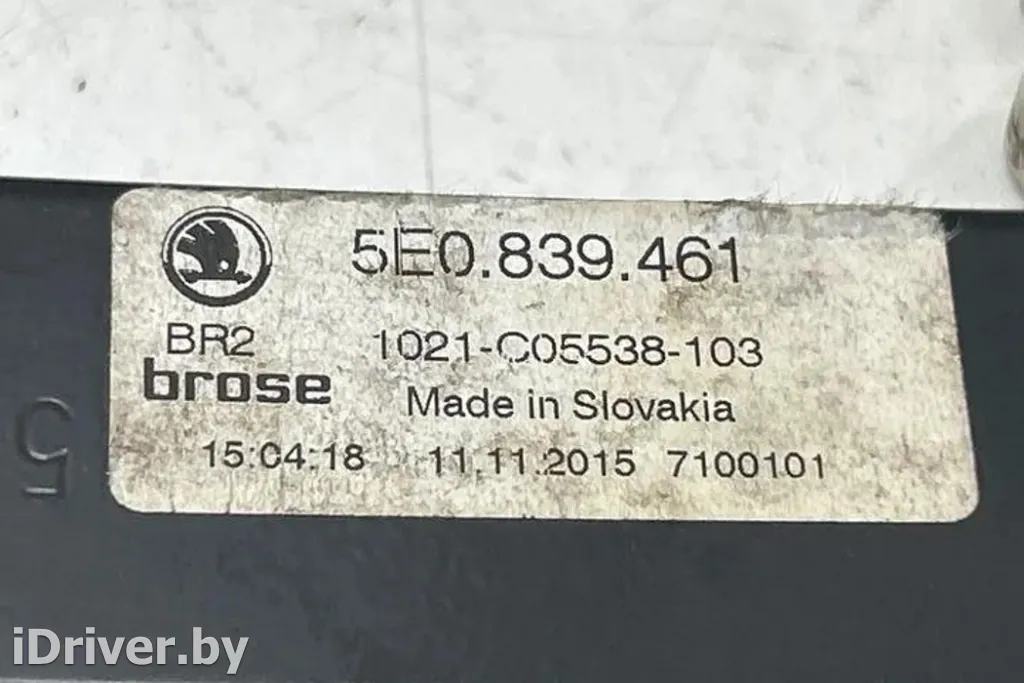 5E0.839.461
BR2
1021-C05538-103
brose
Made in Slovakia
15:04:18 11.11.2015 7100101
5
iDriver.by